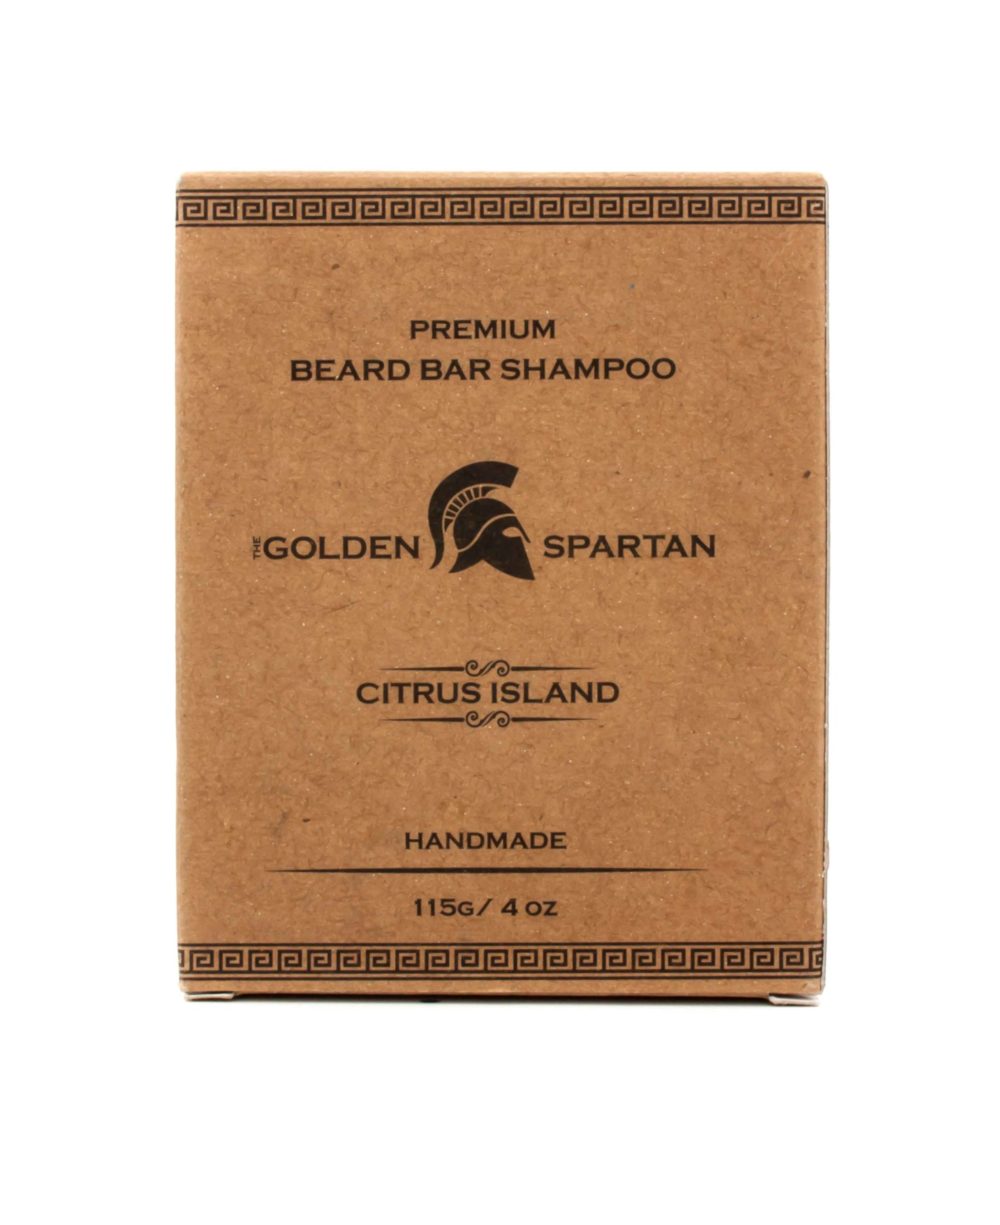 PREMIUM
BEARD BAR SHAMPOO
THE GOLDEN SPARTAN
CITRUS ISLAND
HANDMADE
115G/ 4 OZ